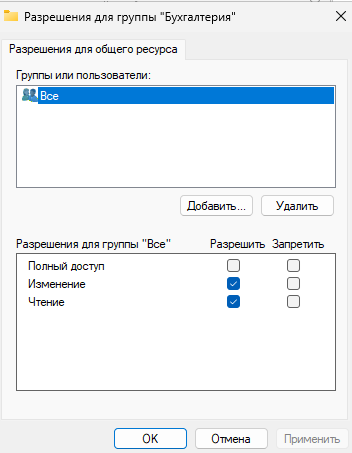 Разрешения для группы "Бухгалтерия"
Разрешения для общего ресурса
Группы или пользователи:
Все
Добавить...
Удалить
Разрешения для группы "Все" Разрешить Запретить
Полный доступ
Изменение
Чтение
OK Отмена Применить